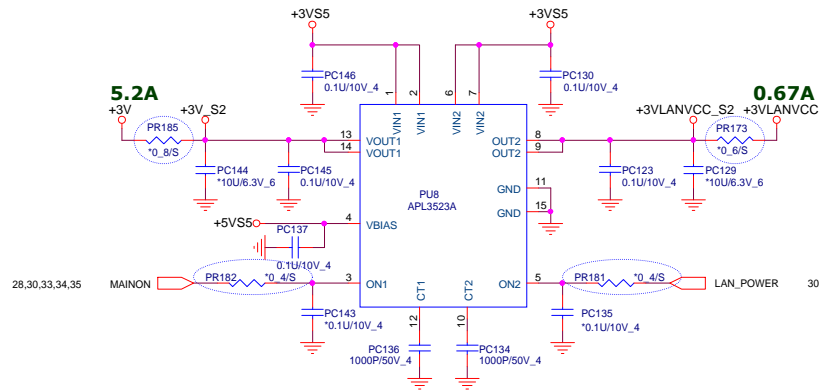 +3VS5
+3VS5
PC146
0.1U/10V_4
PC130
0.1U/10V_4
5.2A
+3V
+3V_S2
PR185
*0_8/S
0.67A
+3VLANVCC_S2
+3VLANVCC
PR173
*0_6/S
1
2
6
7
VIN1
VIN1
VIN2
VIN2
13
VOUT1
14
VOUT1
8
OUT2
9
OUT2
PC144
*10U/6.3V_6
PC145
0.1U/10V_4
PC123
0.1U/10V_4
PC129
*10U/6.3V_6
PU8
APL3523A
11
GND
15
GND
+5VS5
PC137
0.1U/10V_4
4
VBIAS
28,30,33,34,35
MAINON
PR182
*0_4/S
3
ON1
5
ON2
PR181
*0_4/S
LAN_POWER
30
CT1
CT2
12
10
PC143
*0.1U/10V_4
PC135
*0.1U/10V_4
PC136
1000P/50V_4
PC134
1000P/50V_4